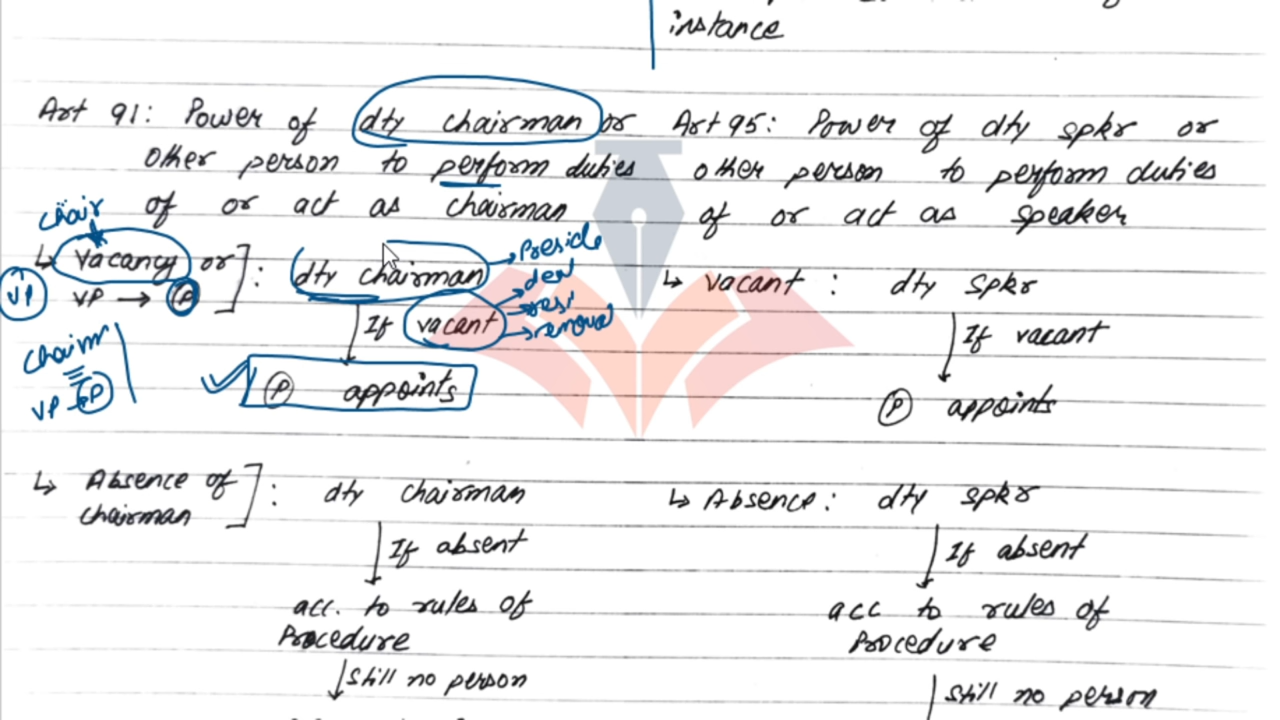 instance
Art 91: Power of dty chairman or
other person to perform duties
of or act as chairman
Art 95: Power of dty spkr or
other person to perform duties
of or act as speaker
chair
↳ vacancy or ] : dty chairman
VP VP → P
Preside
If vacant
resi
removal
chairm
VP → P
P appoints
↳ vacant : dty spkr
If vacant
P appoints
↳ Absence of ] : dty chairman
chairman
If absent
acc. to rules of
Procedure
still no person
↳ Absence : dty spkr
If absent
acc to rules of
Procedure
still no person